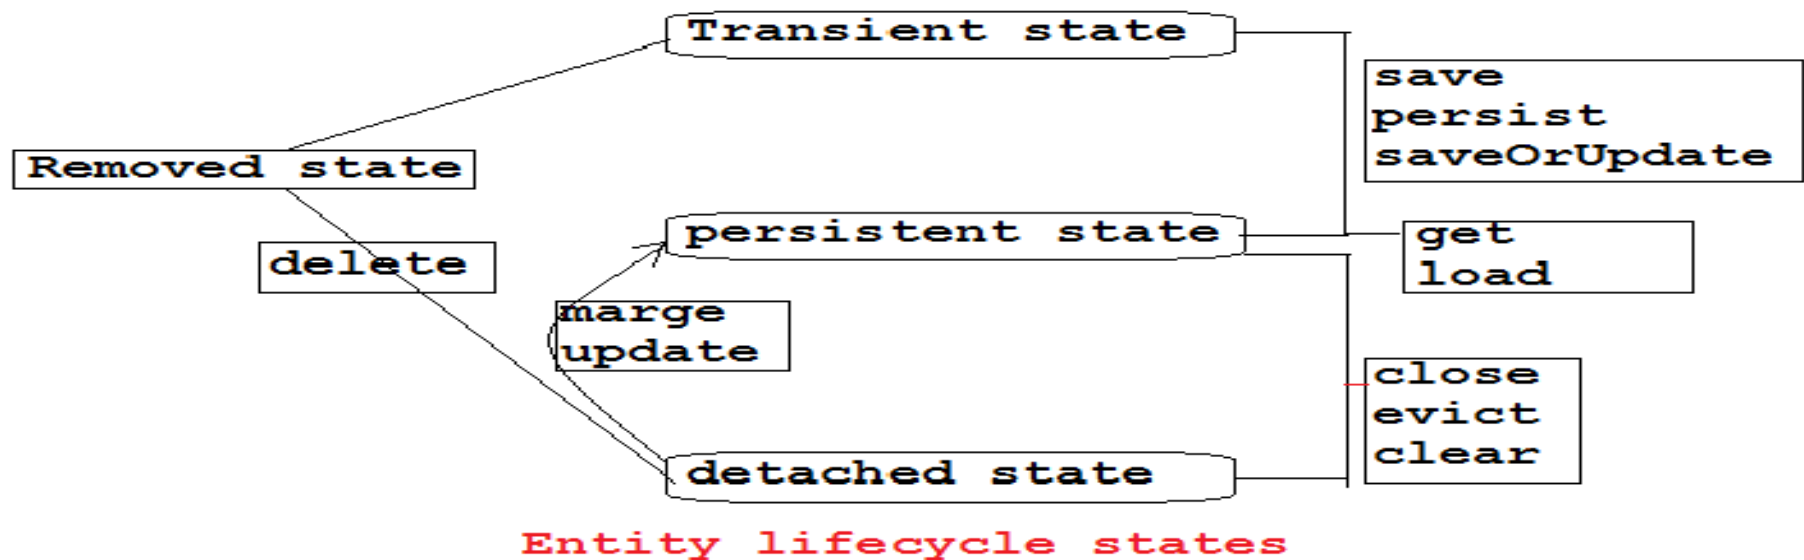 Transient state
save
persist
saveOrUpdate
Removed state
persistent state
get
load
delete
marge
update
close
evict
clear
detached state
Entity lifecycle states